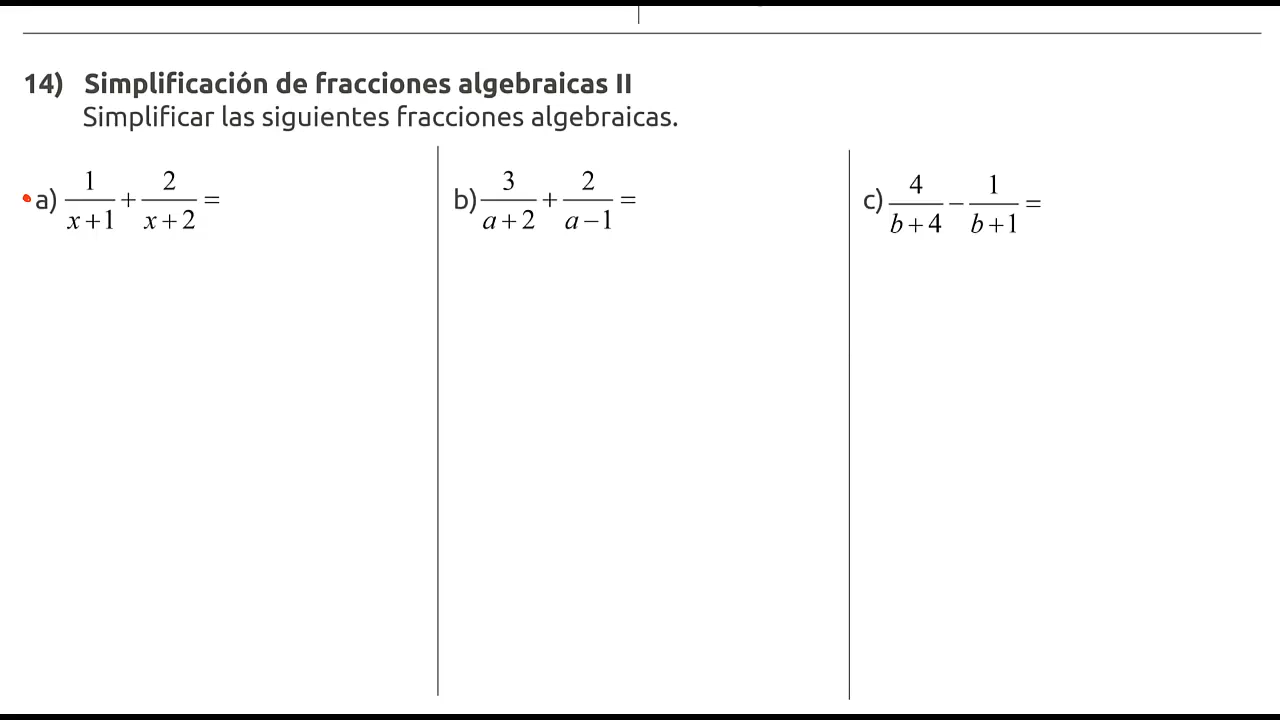 14) Simplificación de fracciones algebraicas II
Simplificar las siguientes fracciones algebraicas.
a) 1/(x+1) + 2/(x+2) =
b) 3/(a+2) + 2/(a−1) =
c) 4/(b+4) − 1/(b+1) =